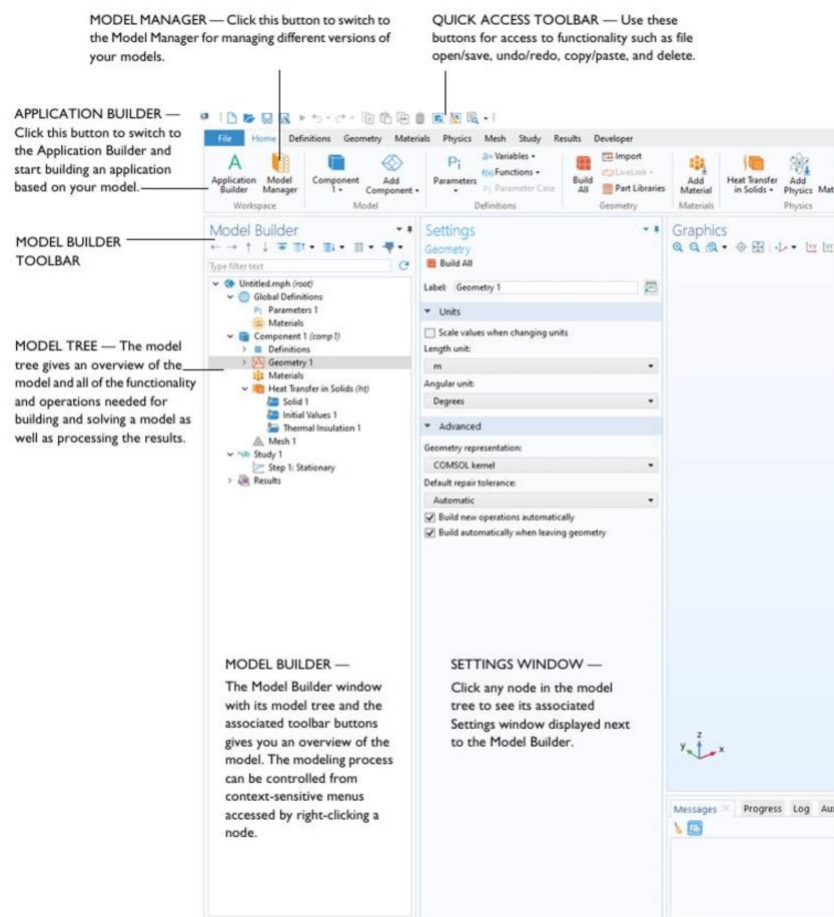 MODEL MANAGER — Click this button to switch to
the Model Manager for managing different versions of
your models.
QUICK ACCESS TOOLBAR — Use these
buttons for access to functionality such as file
open/save, undo/redo, copy/paste, and delete.
APPLICATION BUILDER —
Click this button to switch to
the Application Builder and
start building an application
based on your model.
File Home Definitions Geometry Materials Physics Mesh Study Results Developer
Application Builder
Model Manager
Workspace
Component 1
Add Component
Model
Pi
Parameters
a= Variables
f(x) Functions
Pi Parameter Case
Definitions
Build All
Import
LiveLink
Part Libraries
Geometry
Add Material
Materials
Heat Transfer in Solids
Add Physics
Physics
MODEL BUILDER
TOOLBAR
Model Builder
Type filter text
Untitled.mph (root)
Global Definitions
Pi Parameters 1
Materials
Component 1 (comp1)
Definitions
Geometry 1
Materials
Heat Transfer in Solids (ht)
Solid 1
Initial Values 1
Thermal Insulation 1
Mesh 1
Study 1
Step 1: Stationary
Results
MODEL TREE — The model
tree gives an overview of the
model and all of the functionality
and operations needed for
building and solving a model as
well as processing the results.
MODEL BUILDER —
The Model Builder window
with its model tree and the
associated toolbar buttons
gives you an overview of the
model. The modeling process
can be controlled from
context-sensitive menus
accessed by right-clicking a
node.
Settings
Geometry
Build All
Label: Geometry 1
Units
Scale values when changing units
Length unit:
m
Angular unit:
Degrees
Advanced
Geometry representation:
COMSOL kernel
Default repair tolerance:
Automatic
Build new operations automatically
Build automatically when leaving geometry
SETTINGS WINDOW —
Click any node in the model
tree to see its associated
Settings window displayed next
to the Model Builder.
Graphics
z
y x
Messages Progress Log